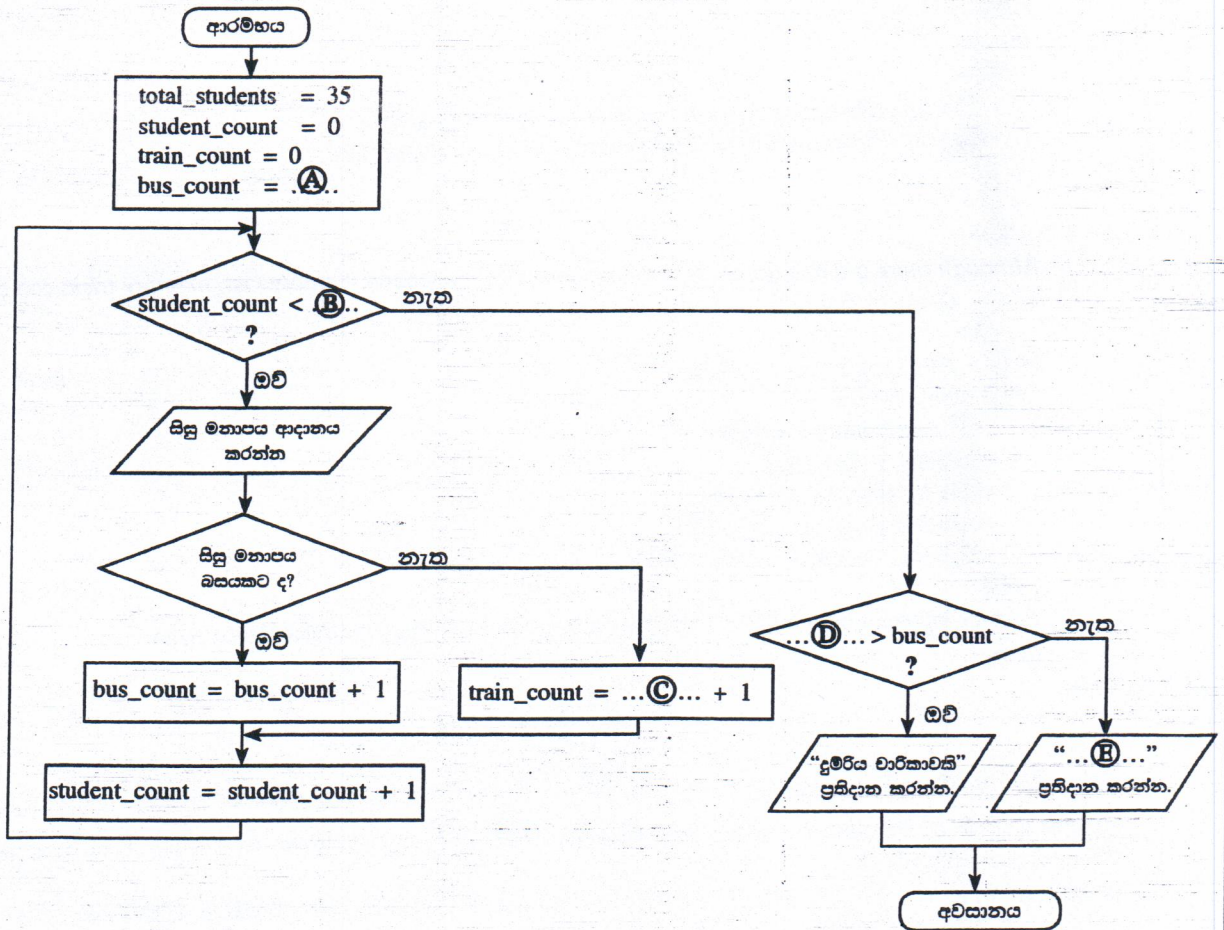 ආරම්භය
total_students = 35
student_count = 0
train_count = 0
bus_count = ..Ⓐ..
student_count < ..Ⓑ..
?
නැත
ඔව්
සිසු මනාපය ආදානය
කරන්න
සිසු මනාපය
බසයකට ද?
නැත
ඔව්
bus_count = bus_count + 1
train_count = ...Ⓒ... + 1
student_count = student_count + 1
...Ⓓ... > bus_count
?
නැත
ඔව්
“දුම්රිය චාරිකාවකි”
ප්‍රතිදාන කරන්න.
“...Ⓔ...”
ප්‍රතිදාන කරන්න.
අවසානය